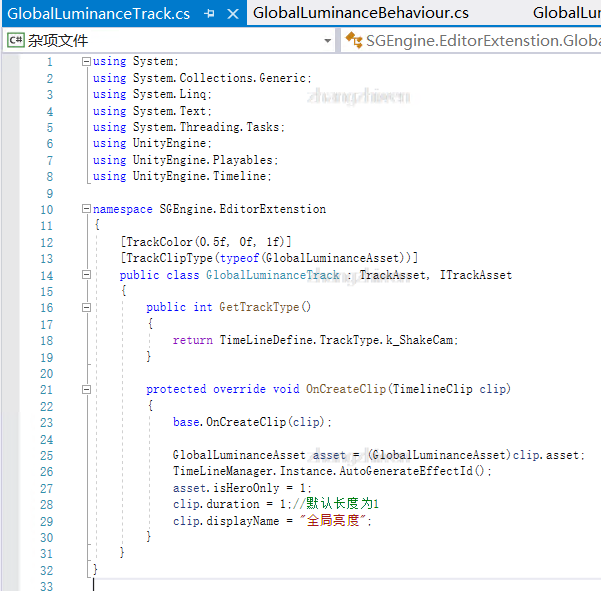 GlobalLuminanceTrack.cs GlobalLuminanceBehaviour.cs GlobalLum
C# 杂项文件 SGEngine.EditorExtenstion.Globa
1 using System;
2 using System.Collections.Generic;
3 using System.Linq; zhangzhiwen
4 using System.Text;
5 using System.Threading.Tasks;
6 using UnityEngine;
7 using UnityEngine.Playables;
8 using UnityEngine.Timeline;
9
10 namespace SGEngine.EditorExtenstion
11 {
12 [TrackColor(0.5f, 0f, 1f)]
13 [TrackClipType(typeof(GlobalLuminanceAsset))]
14 public class GlobalLuminanceTrack : TrackAsset, ITrackAsset
15 {
16 public int GetTrackType()
17 {
18 return TimeLineDefine.TrackType.k_ShakeCam;
19 }
20
21 protected override void OnCreateClip(TimelineClip clip)
22 {
23 base.OnCreateClip(clip);
24
25 GlobalLuminanceAsset asset = (GlobalLuminanceAsset)clip.asset;
26 TimeLineManager.Instance.AutoGenerateEffectId();
27 asset.isHeroOnly = 1;
28 clip.duration = 1;//默认长度为1
29 clip.displayName = "全局亮度";
30 }
31 }
32 }
33